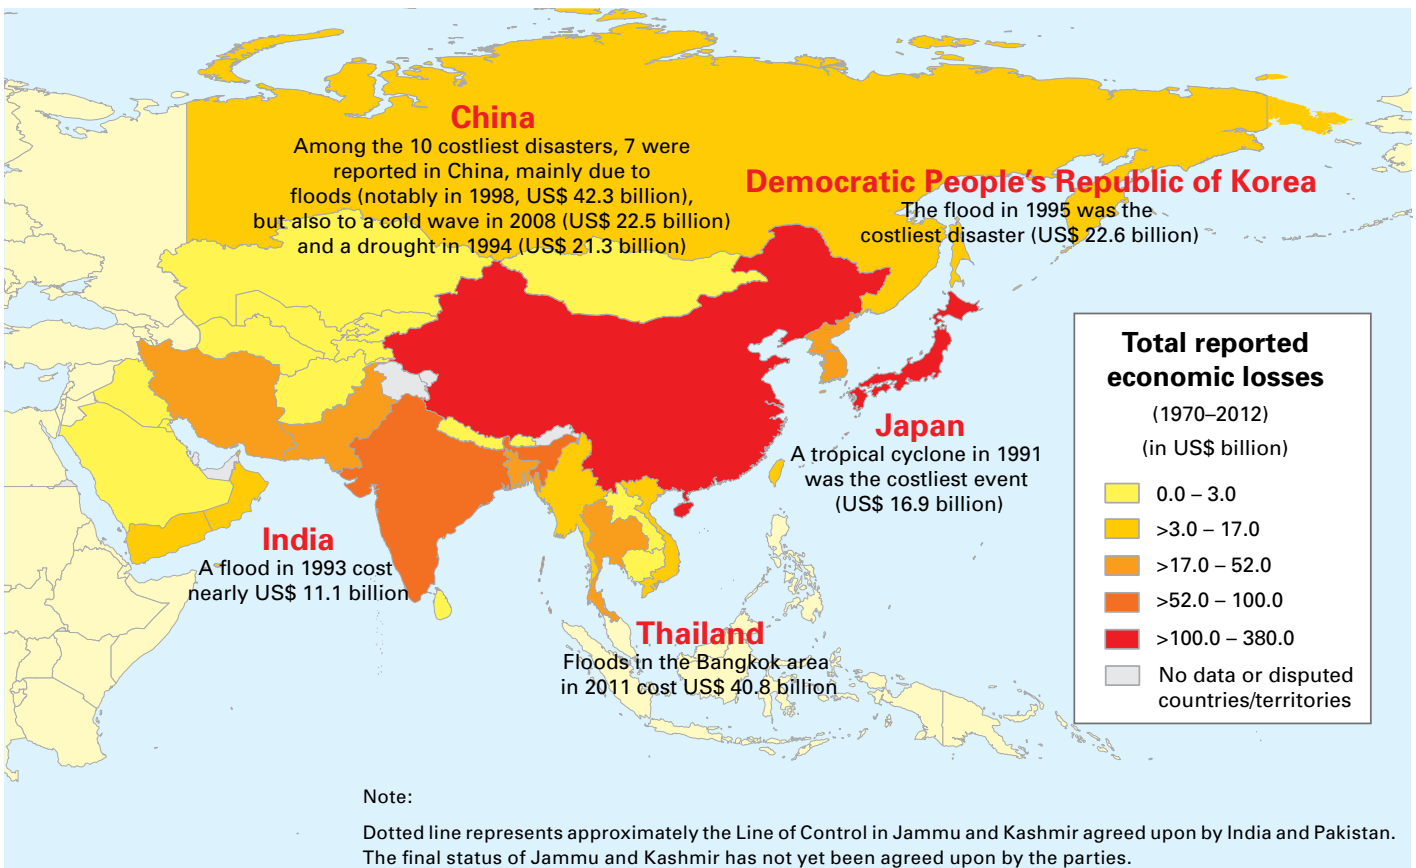 China
Among the 10 costliest disasters, 7 were
reported in China, mainly due to
floods (notably in 1998, US$ 42.3 billion),
but also to a cold wave in 2008 (US$ 22.5 billion)
and a drought in 1994 (US$ 21.3 billion)
Democratic People's Republic of Korea
The flood in 1995 was the
costliest disaster (US$ 22.6 billion)
Japan
A tropical cyclone in 1991
was the costliest event
(US$ 16.9 billion)
India
A flood in 1993 cost
nearly US$ 11.1 billion
Thailand
Floods in the Bangkok area
in 2011 cost US$ 40.8 billion
Total reported
economic losses
(1970–2012)
(in US$ billion)
0.0 – 3.0
>3.0 – 17.0
>17.0 – 52.0
>52.0 – 100.0
>100.0 – 380.0
No data or disputed
countries/territories
Note:
Dotted line represents approximately the Line of Control in Jammu and Kashmir agreed upon by India and Pakistan.
The final status of Jammu and Kashmir has not yet been agreed upon by the parties.